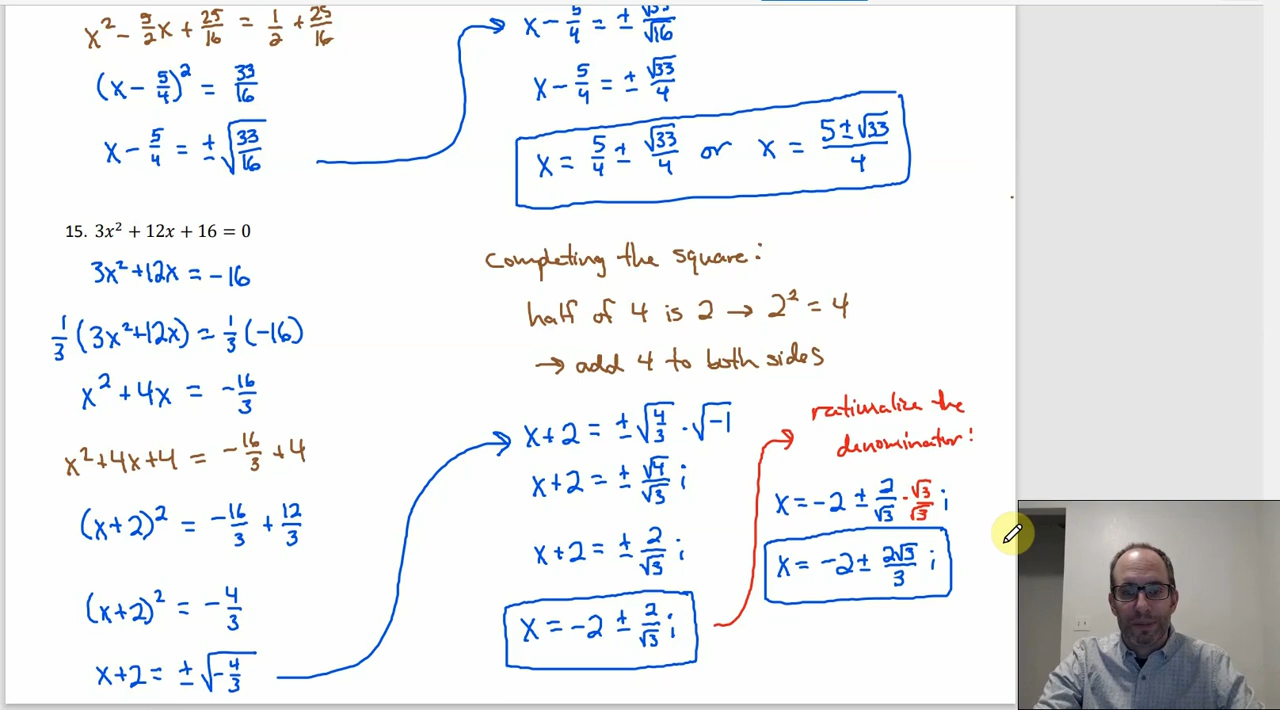 x² - 5/2x + 25/16 = 1/2 + 25/16
(x - 5/4)² = 33/16
x - 5/4 = ±√(33/16)
x - 5/4 = ± √33/√16
x - 5/4 = ± √33/4
x = 5/4 ± √33/4 or x = (5 ± √33)/4
15. 3x² + 12x + 16 = 0
3x² + 12x = -16
1/3 (3x² + 12x) = 1/3 (-16)
x² + 4x = -16/3
x² + 4x + 4 = -16/3 + 4
(x + 2)² = -16/3 + 12/3
(x + 2)² = -4/3
x + 2 = ±√(-4/3)
completing the square:
half of 4 is 2 → 2² = 4
→ add 4 to both sides
x + 2 = ±√(4/3) · √-1
x + 2 = ± √4/√3 i
x + 2 = ± 2/√3 i
x = -2 ± 2/√3 i
rationalize the
denominator!
x = -2 ± 2/√3 · √3/√3 i
x = -2 ± 2√3/3 i